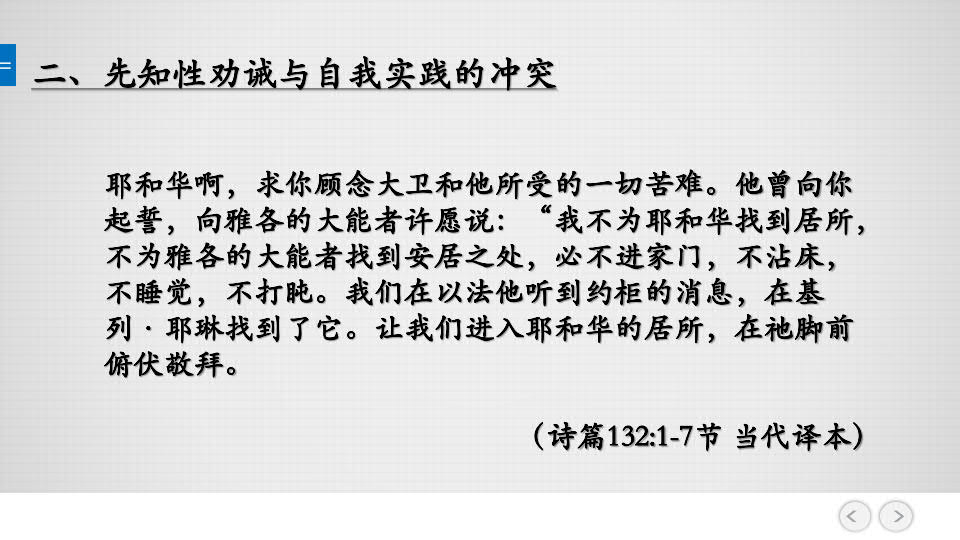 二、先知性劝诫与自我实践的冲突
耶和华啊，求你顾念大卫和他所受的一切苦难。他曾向你
起誓，向雅各的大能者许愿说：“我不为耶和华找到居所，
不为雅各的大能者找到安居之处，必不进家门，不沾床，
不睡觉，不打盹。我们在以法他听到约柜的消息，在基
列·耶琳找到了它。让我们进入耶和华的居所，在祂脚前
俯伏敬拜。
（诗篇132:1-7节 当代译本）